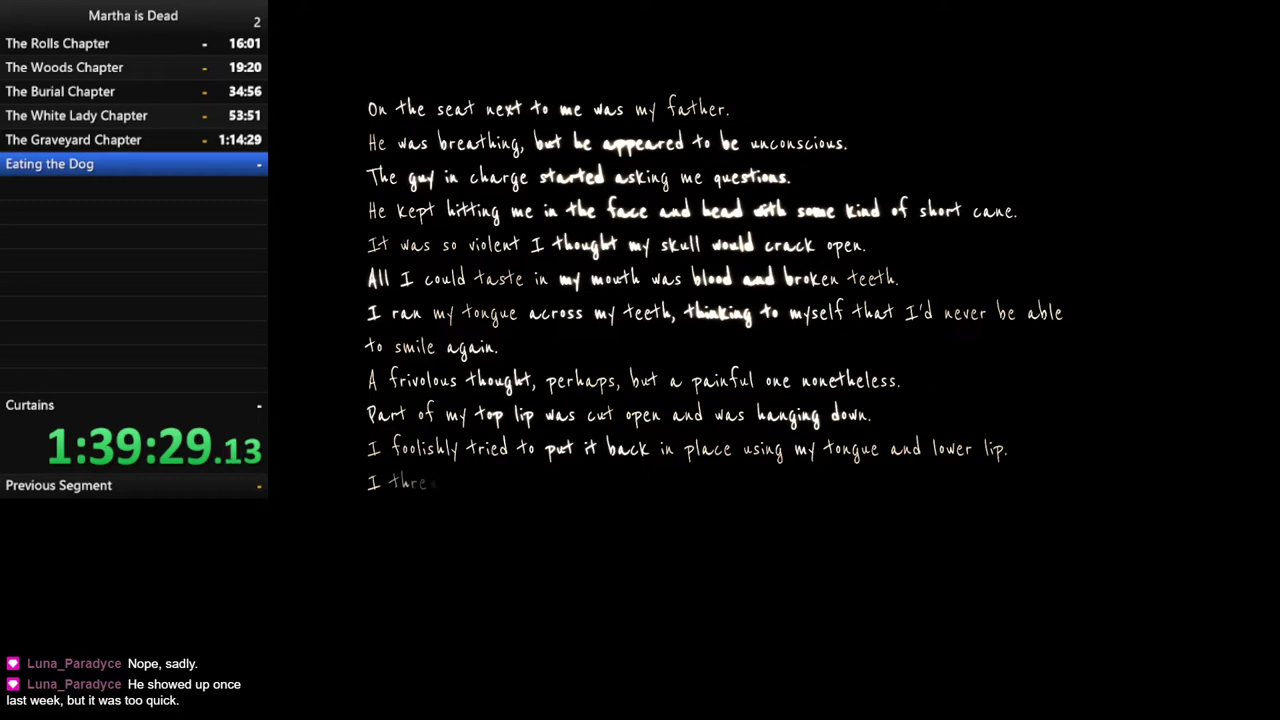 Martha is Dead
2
The Rolls Chapter - 16:01
The Woods Chapter - 19:20
The Burial Chapter - 34:56
The White Lady Chapter - 53:51
The Graveyard Chapter - 1:14:29
Eating the Dog -
Curtains -
1:39:29.13
Previous Segment -
On the seat next to me was my father.
He was breathing, but he appeared to be unconscious.
The guy in charge started asking me questions.
He kept hitting me in the face and head with some kind of short cane.
It was so violent I thought my skull would crack open.
All I could taste in my mouth was blood and broken teeth.
I ran my tongue across my teeth, thinking to myself that I'd never be able
to smile again.
A frivolous thought, perhaps, but a painful one nonetheless.
Part of my top lip was cut open and was hanging down.
I foolishly tried to put it back in place using my tongue and lower lip.
I thre
Luna_Paradyce Nope, sadly.
Luna_Paradyce He showed up once
last week, but it was too quick.